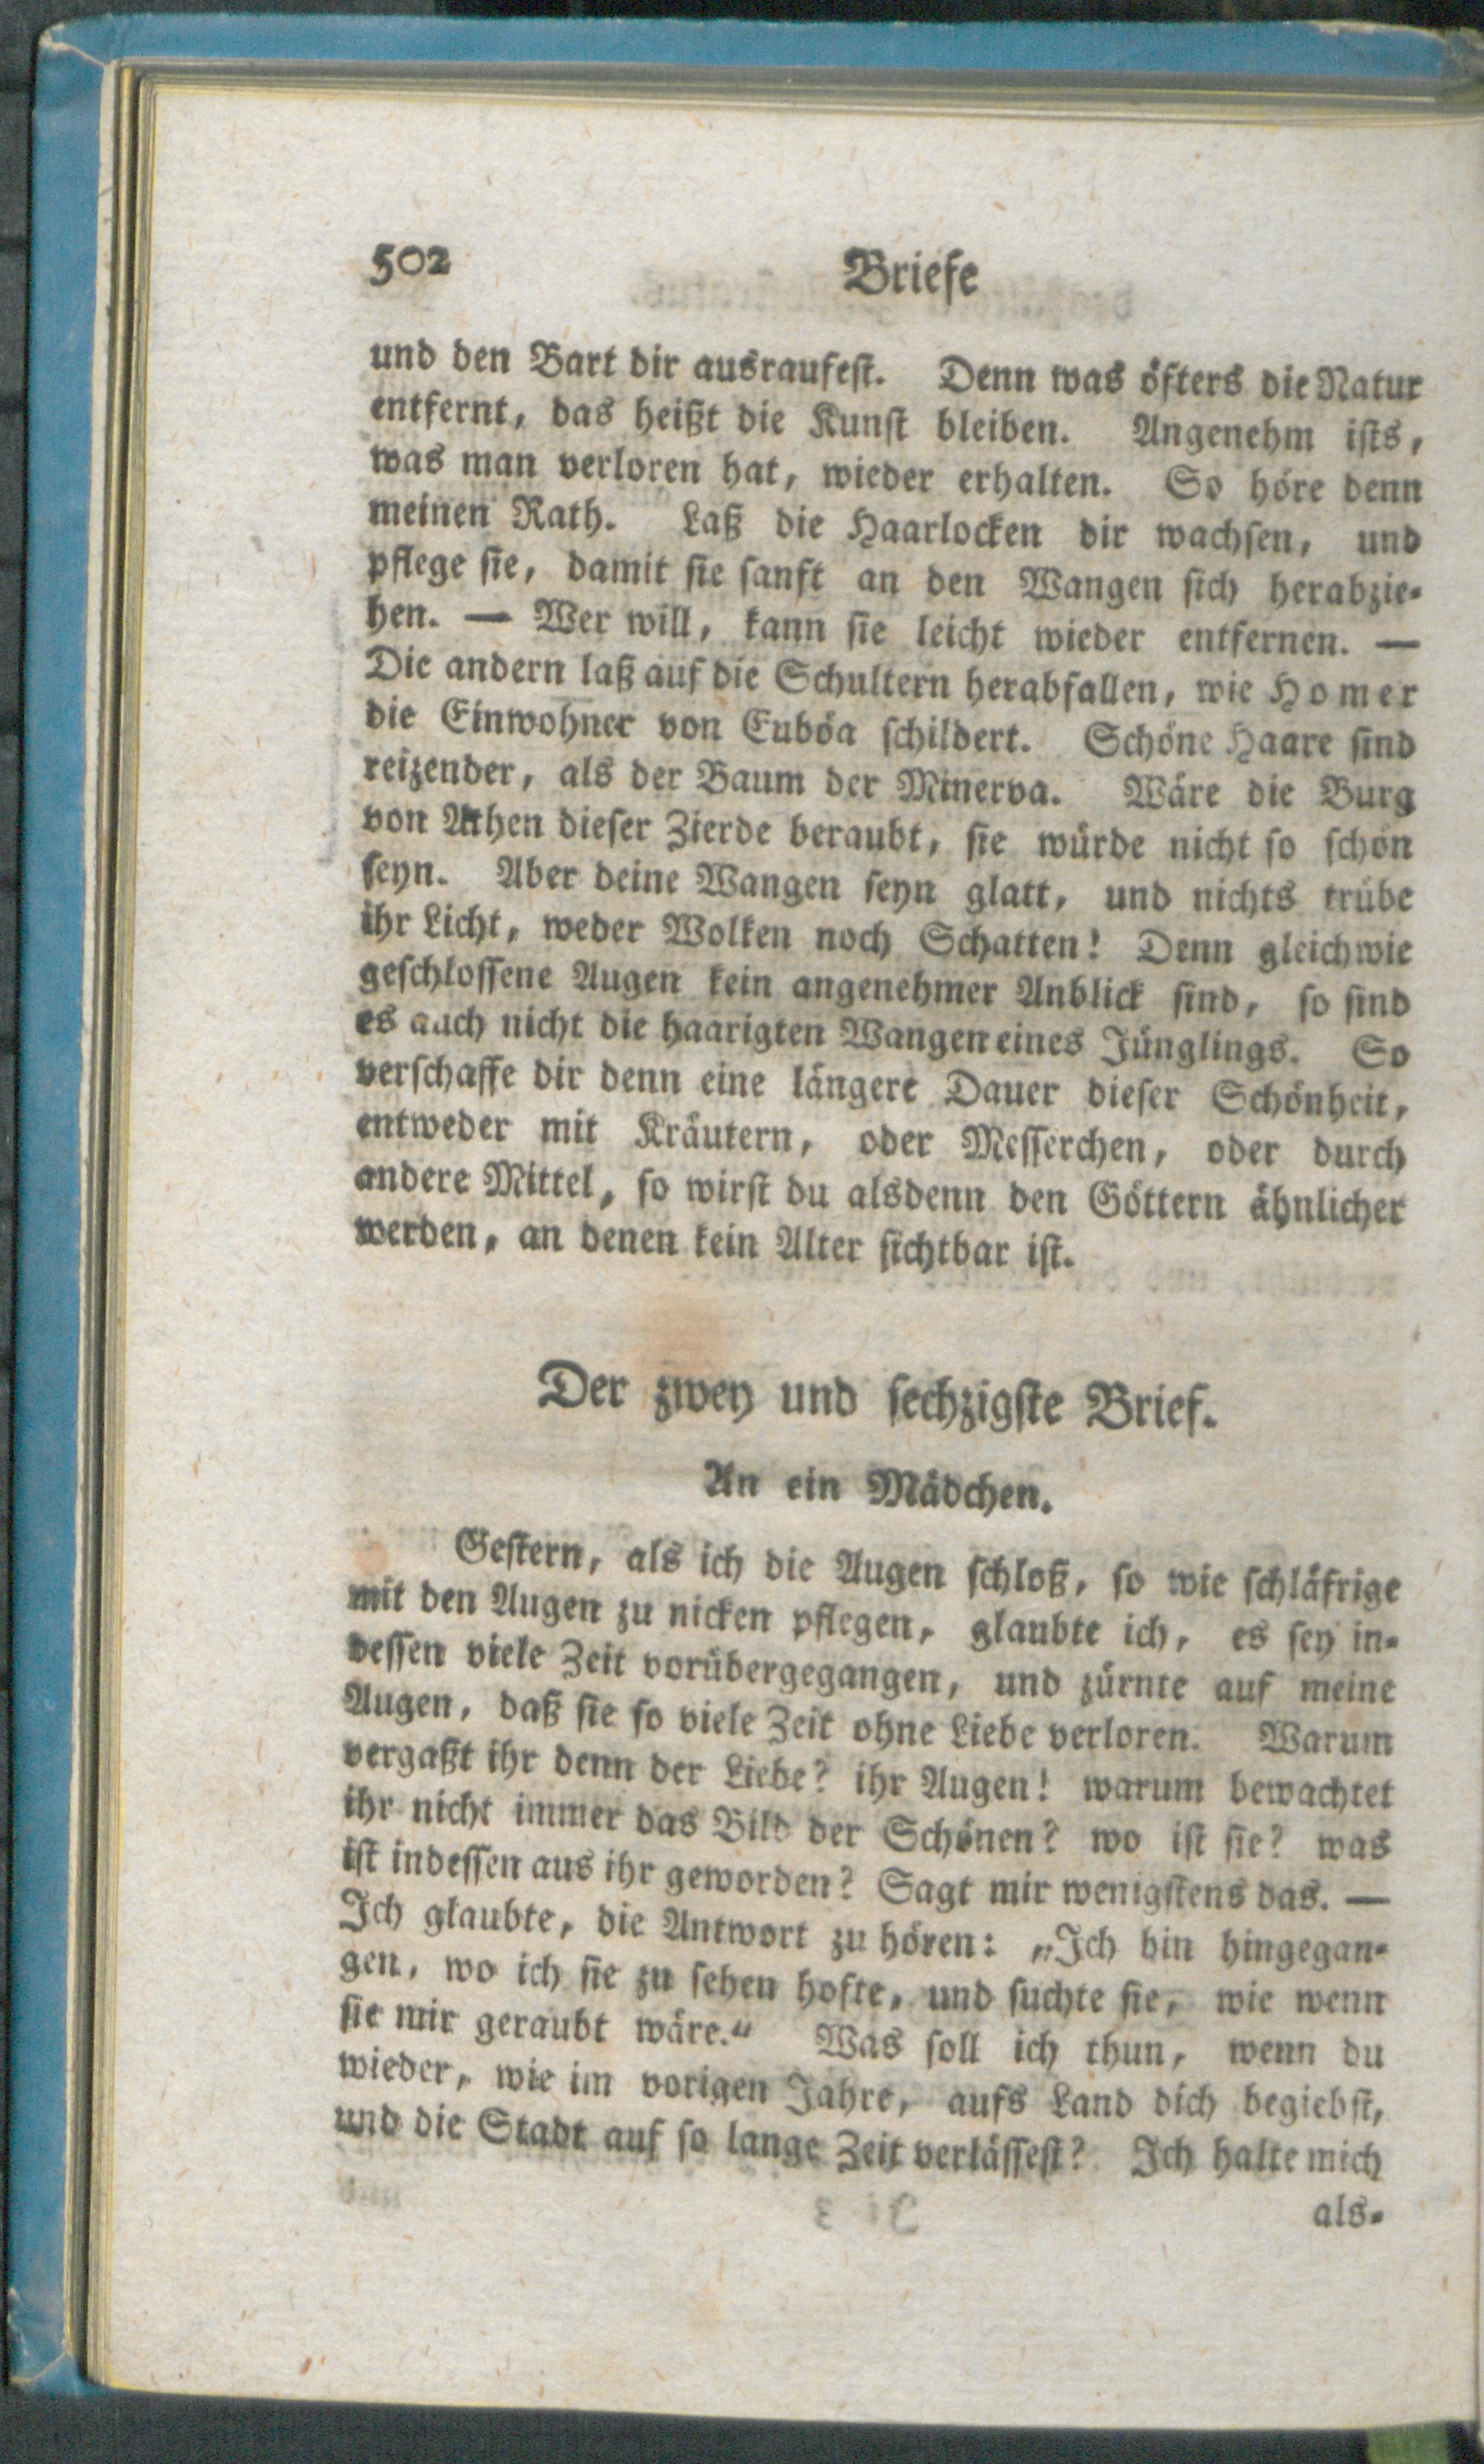 502 Briefe
und den Bart dir ausraufest. Denn was öfters die Natur
entfernt, das heißt die Kunst bleiben. Angenehm ists,
was man verloren hat, wieder erhalten. So höre denn
meinen Rath. Laß die Haarlocken dir wachsen, und
pflege sie, damit sie sanft an den Wangen sich herabzie-
hen. — Wer will, kann sie leicht wieder entfernen. —
Die andern laß auf die Schultern herabfallen, wie Homer
die Einwohner von Euböa schildert. Schöne Haare sind
reizender, als der Baum der Minerva. Wäre die Burg
von Athen dieser Zierde beraubt, sie würde nicht so schön
seyn. Aber deine Wangen seyn glatt, und nichts trübe
ihr Licht, weder Wolken noch Schatten! Denn gleichwie
geschlossene Augen kein angenehmer Anblick sind, so sind
es auch nicht die haarigten Wangen eines Jünglings. So
verschaffe dir denn eine längere Dauer dieser Schönheit,
entweder mit Kräutern, oder Messerchen, oder durch
andere Mittel, so wirst du alsdenn den Göttern ähnlicher
werden, an denen kein Alter sichtbar ist.
Der zwey und sechzigste Brief.
An ein Mädchen.
Gestern, als ich die Augen schloß, so wie schläfrige
mit den Augen zu nicken pflegen, glaubte ich, es sey in-
dessen viele Zeit vorübergegangen, und zürnte auf meine
Augen, daß sie so viele Zeit ohne Liebe verloren. Warum
vergaßt ihr denn der Liebe? ihr Augen! warum bewachtet
ihr nicht immer das Bild der Schönen? wo ist sie? was
ist indessen aus ihr geworden? Sagt mir wenigstens das. —
Ich glaubte, die Antwort zu hören: „Ich bin hingegan-
gen, wo ich sie zu sehen hofte, und suchte sie, wie wenn
sie mir geraubt wäre.“ Was soll ich thun, wenn du
wieder, wie im vorigen Jahre, aufs Land dich begiebst,
und die Stadt auf so lange Zeit verlässest? Ich halte mich
als-